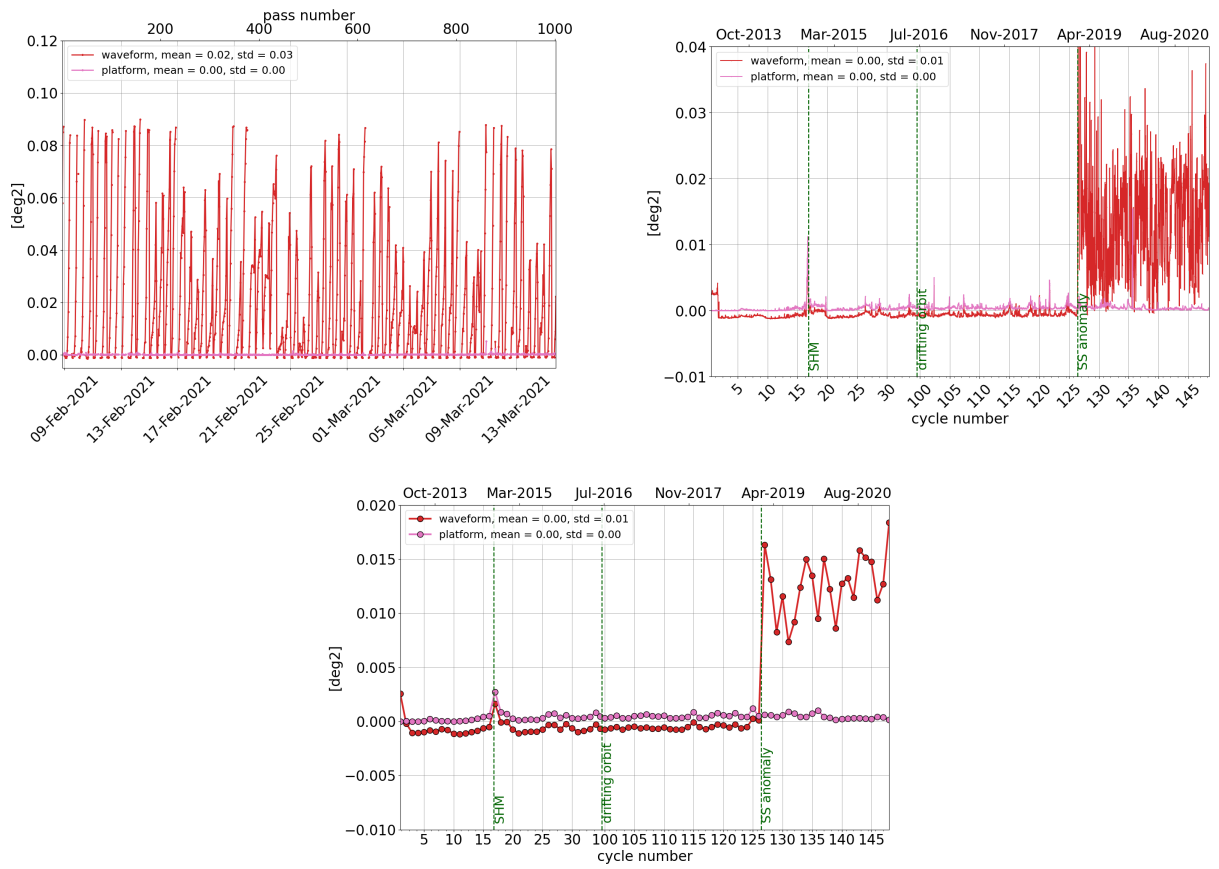 pass number
200 400 600 800 1000
0.12
0.10
0.08
0.06
0.04
0.02
0.00
[deg2]
waveform, mean = 0.02, std = 0.03
platform, mean = 0.00, std = 0.00
09-Feb-2021 13-Feb-2021 17-Feb-2021 21-Feb-2021 25-Feb-2021 01-Mar-2021 05-Mar-2021 09-Mar-2021 13-Mar-2021
Oct-2013 Mar-2015 Jul-2016 Nov-2017 Apr-2019 Aug-2020
0.04
0.03
0.02
0.01
0.00
−0.01
[deg2]
waveform, mean = 0.00, std = 0.01
platform, mean = 0.00, std = 0.00
SHM
drifting orbit
SS anomaly
5 10 15 20 25 30 100 105 110 115 120 125 130 135 140 145
cycle number
Oct-2013 Mar-2015 Jul-2016 Nov-2017 Apr-2019 Aug-2020
0.020
0.015
0.010
0.005
0.000
−0.005
−0.010
[deg2]
waveform, mean = 0.00, std = 0.01
platform, mean = 0.00, std = 0.00
SHM
drifting orbit
SS anomaly
5 10 15 20 25 30 100 105 110 115 120 125 130 135 140 145
cycle number